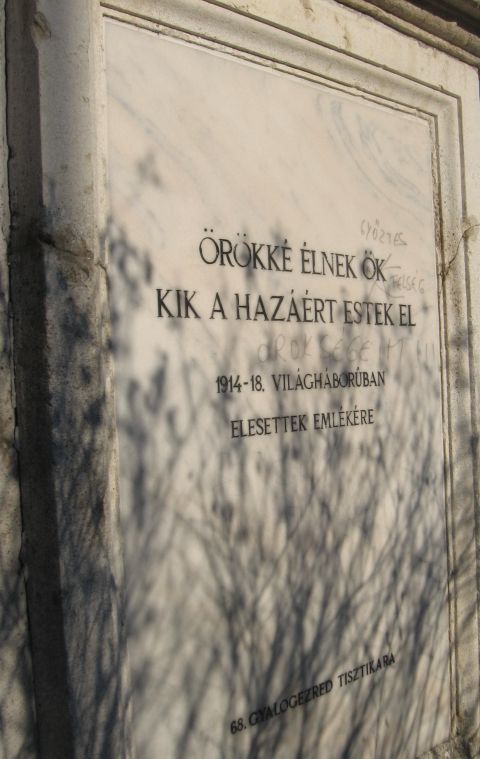 ÖRÖKKÉ ÉLNEK ŐK
KIK A HAZÁÉRT ESTEK EL
1914-18. VILÁGHÁBORÚBAN
ELESETTEK EMLÉKÉRE
68. GYALOGEZRED TISZTIKARA